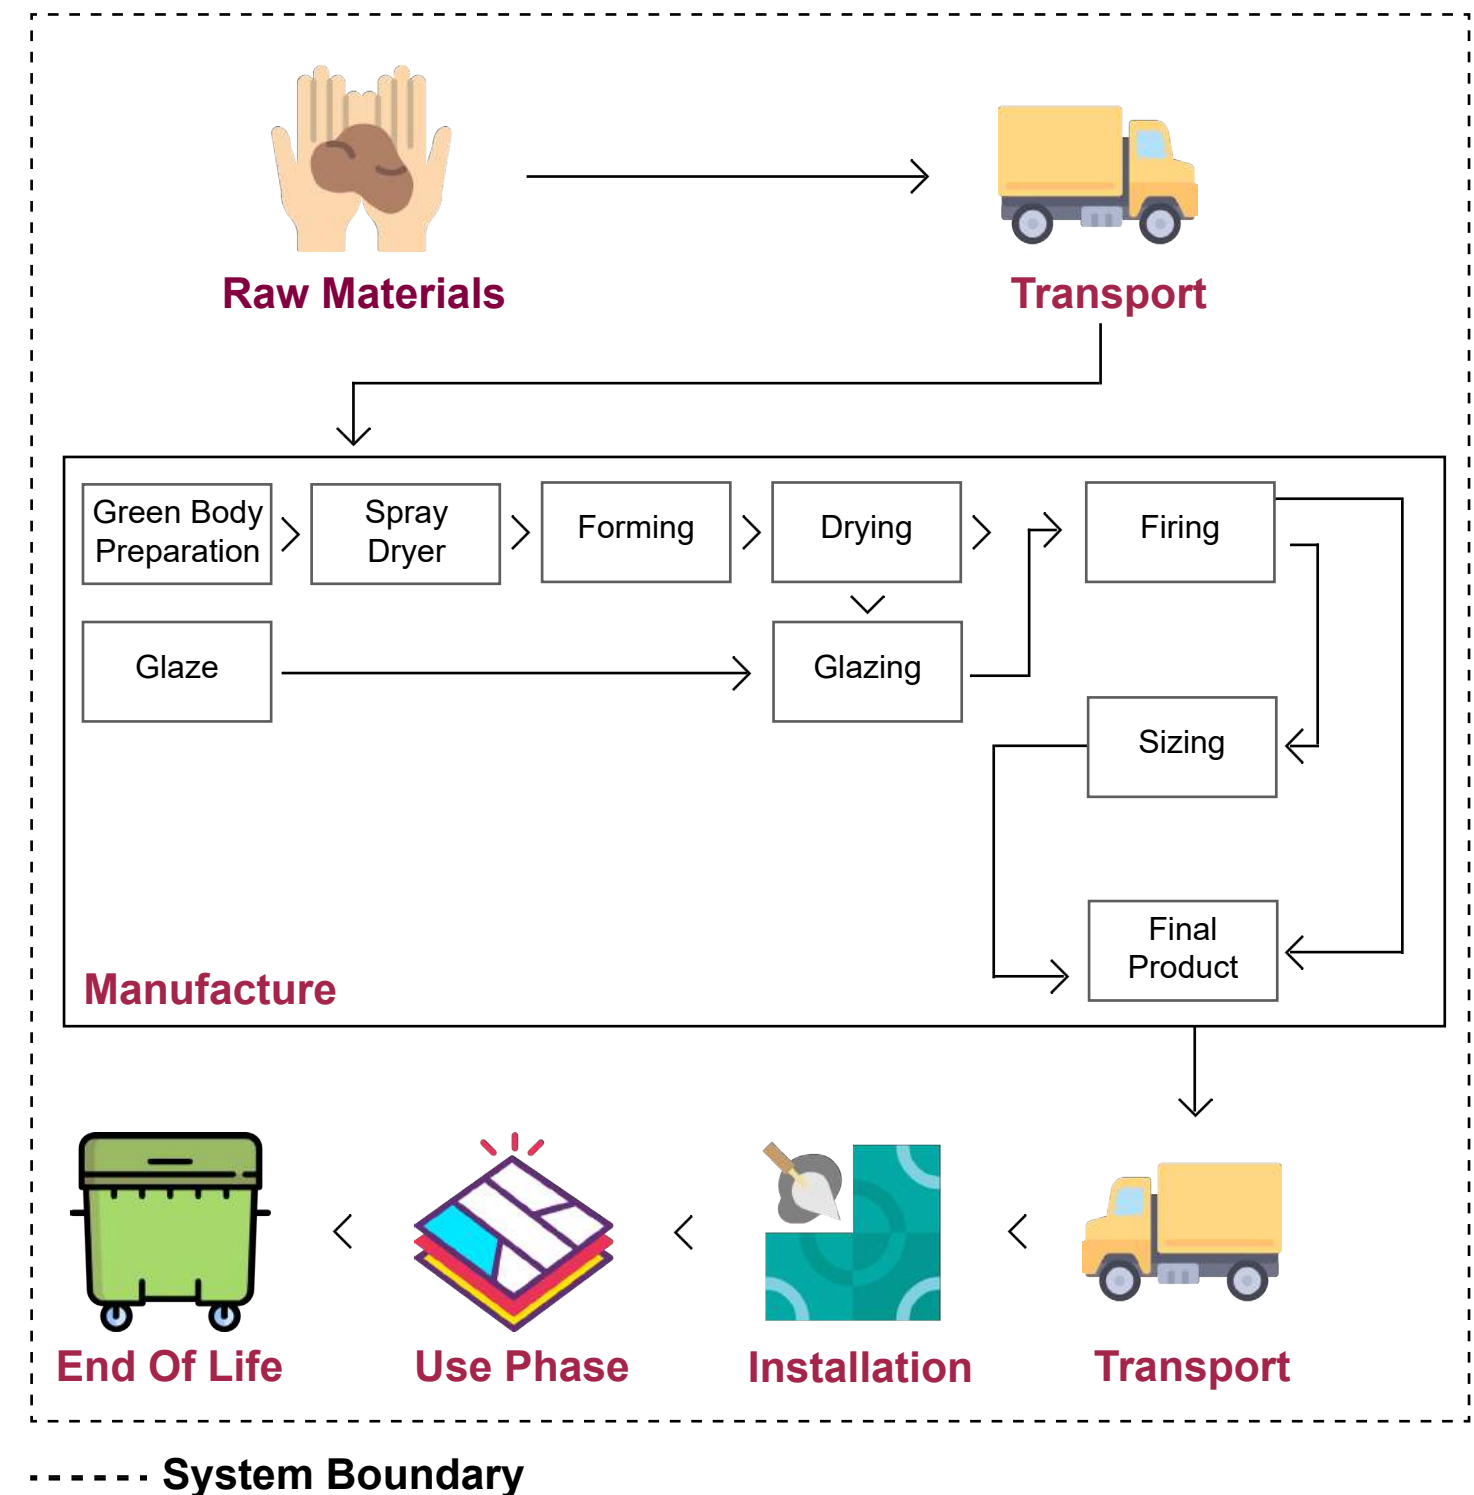 Raw Materials
Transport
Green Body
Preparation
Spray
Dryer
Forming
Drying
Firing
Glaze
Glazing
Sizing
Final
Product
Manufacture
End Of Life
Use Phase
Installation
Transport
System Boundary